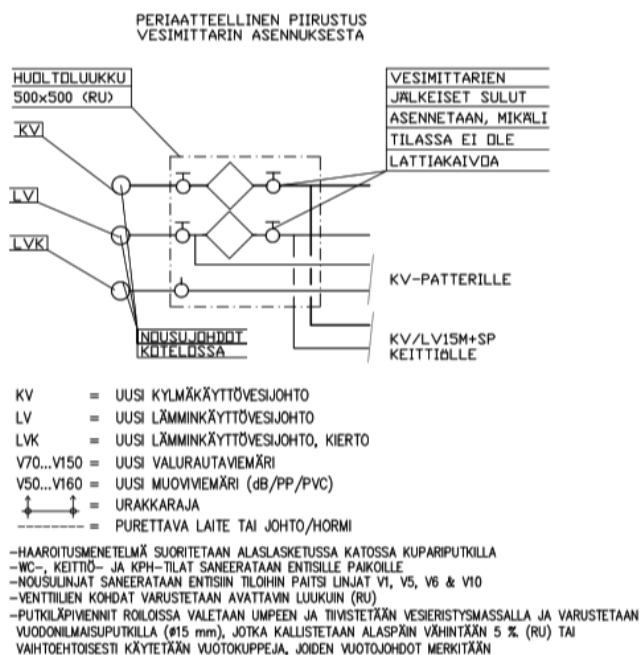 PERIAATTEELLINEN PIIRUSTUS
VESIMITTARIN ASENNUKSESTA
HUOLTOLUUKKU
500x500 (RU)
VESIMITTARIEN
JÄLKEISET SULUT
ASENNETAAN, MIKÄLI
TILASSA EI OLE
LATTIAKAIVOA
KV
LV
LVK
KV-PATTERILLE
NOUSUJOHDOT
KOTELOSSA
KV/LV15M+SP
KEITTIÖLLE
KV = UUSI KYLMÄKÄYTTÖVESIJOHTO
LV = UUSI LÄMMINKÄYTTÖVESIJOHTO
LVK = UUSI LÄMMINKÄYTTÖVESIJOHTO, KIERTO
V70...V150 = UUSI VALURAUTAVIEMÄRI
V50...V160 = UUSI MUOVIVIEMÄRI (dB/PP/PVC)
= URAKKARAJA
-------- = PURETTAVA LAITE TAI JOHTO/HORMI
-HAAROITUSMENETELMÄ SUORITETAAN ALASLASKETUSSA KATOSSA KUPARIPUTKILLA
-WC-, KEITTIÖ- JA KPH-TILAT SANEERATAAN ENTISILLE PAIKOILLE
-NOUSULINJAT SANEERATAAN ENTISIIN TILOIHIN PAITSI LINJAT V1, V5, V6 & V10
-VENTTIILIEN KOHDAT VARUSTETAAN AVATTAVIN LUUKUIN (RU)
-PUTKILÄPIVIENNIT ROILOISSA VALETAAN UMPEEN JA TIIVISTETÄÄN VESIERISTYSMASSALLA JA VARUSTETAAN
VUODONILMAISUPUTKILLA (ø15 mm), JOTKA KALLISTETAAN ALASPÄIN VÄHINTÄÄN 5 % (RU) TAI
VAIHTOEHTOISESTI KÄYTETÄÄN VUOTOKUPPEJA, JOIDEN VUOTOJOHDOT MERKITÄÄN